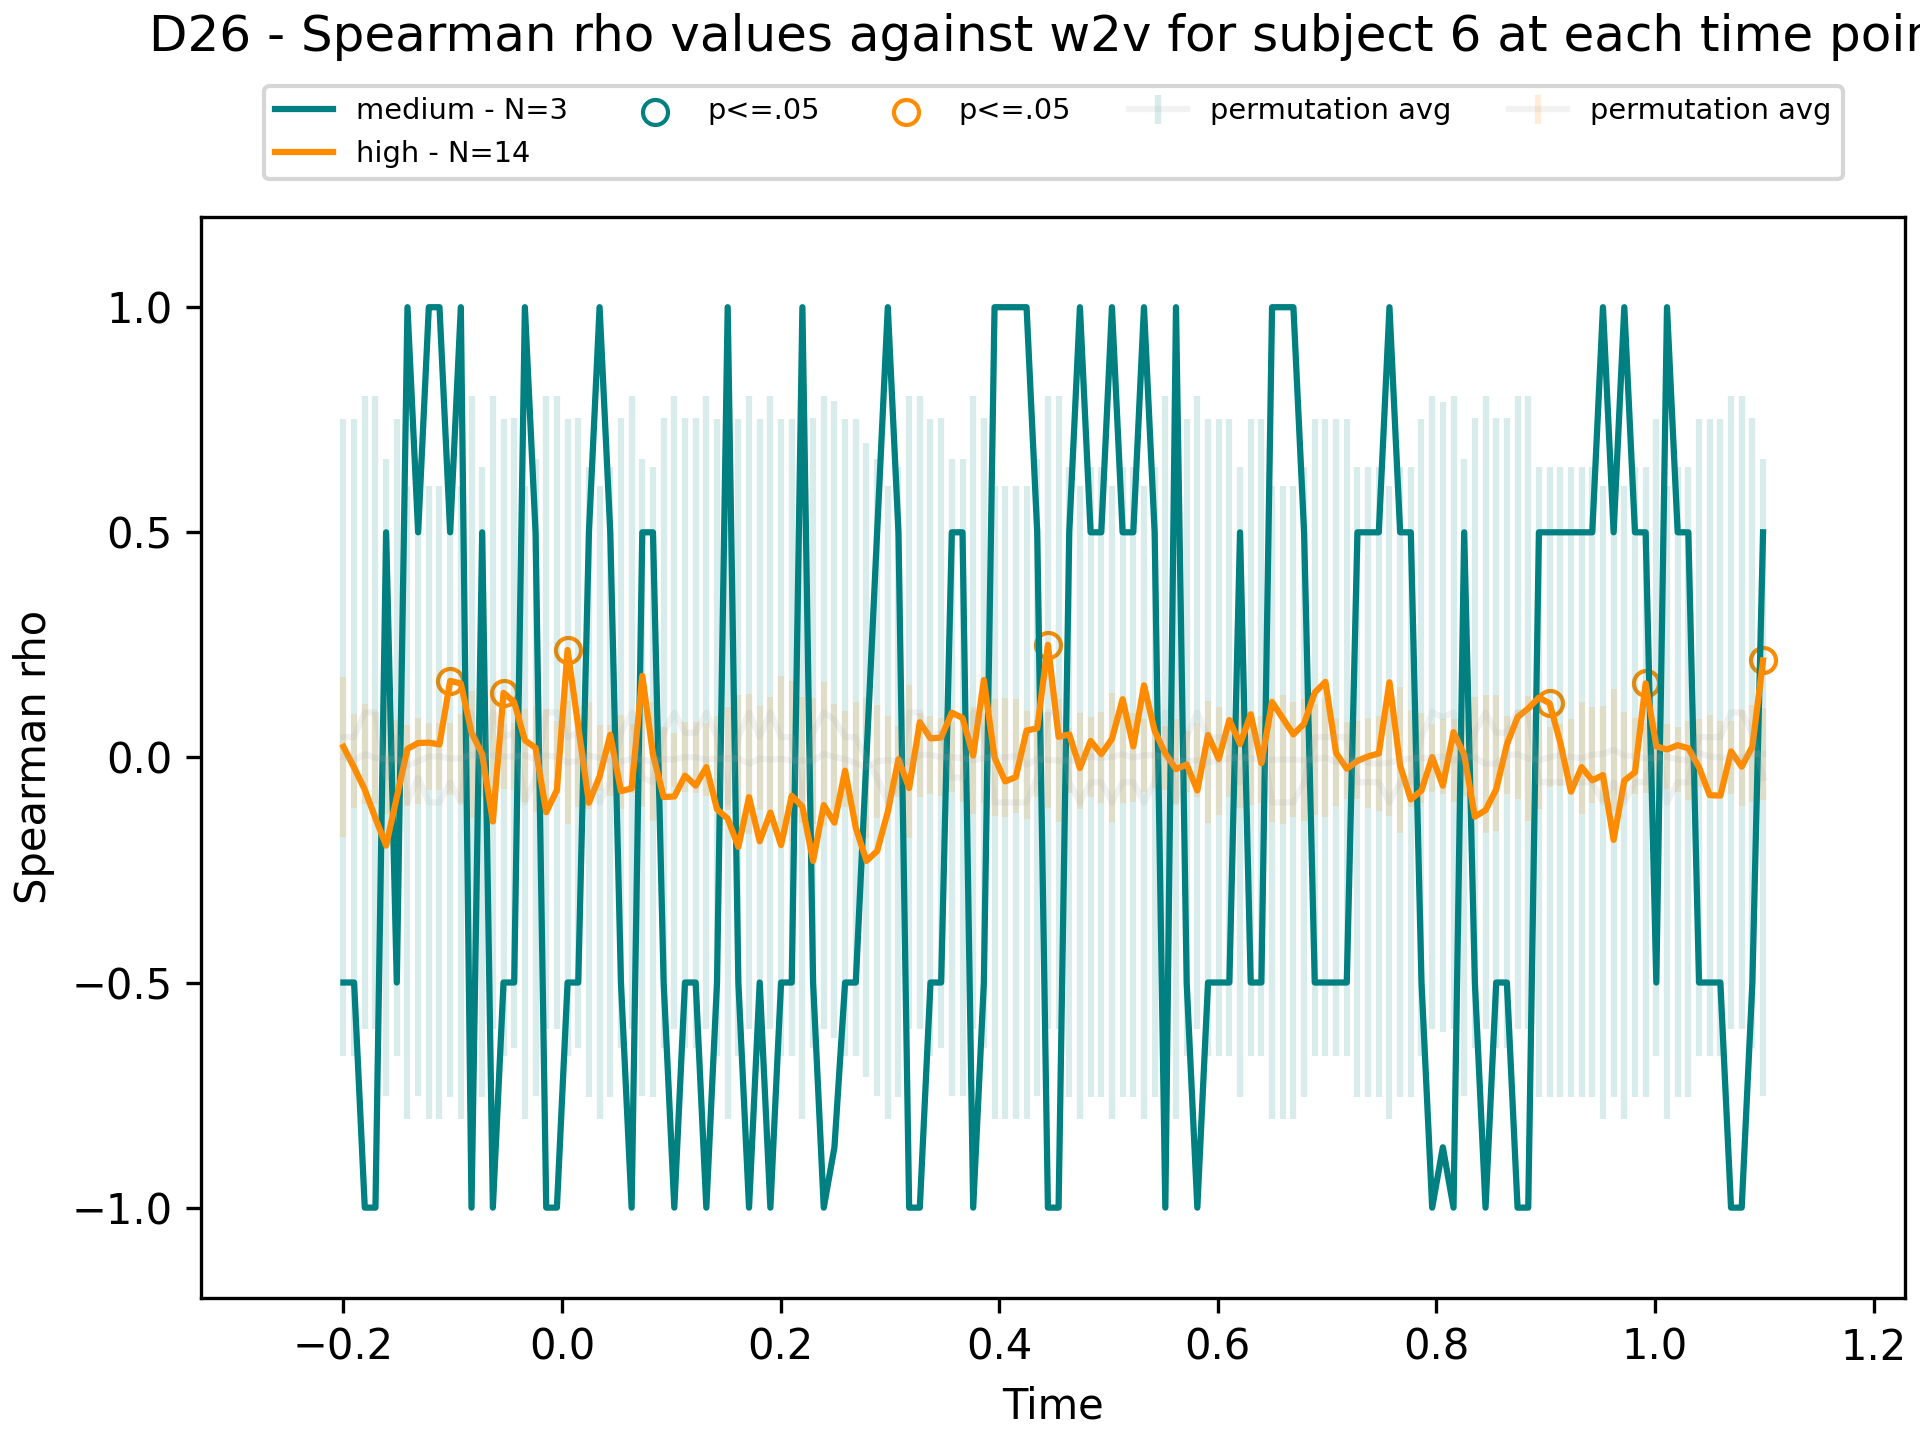 D26 - Spearman rho values against w2v for subject 6 at each time poin
medium - N=3
high - N=14
p<=.05
p<=.05
permutation avg
permutation avg
Spearman rho
1.0
0.5
0.0
−0.5
−1.0
−0.2 0.0 0.2 0.4 0.6 0.8 1.0 1.2
Time